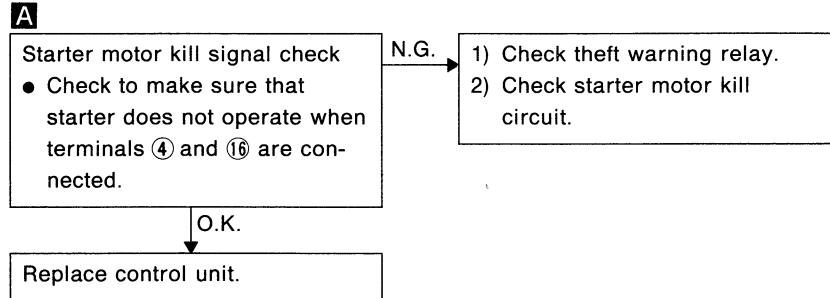 A
Starter motor kill signal check
● Check to make sure that
starter does not operate when
terminals ④ and ⑯ are con-
nected.
N.G.
1) Check theft warning relay.
2) Check starter motor kill
circuit.
O.K.
Replace control unit.